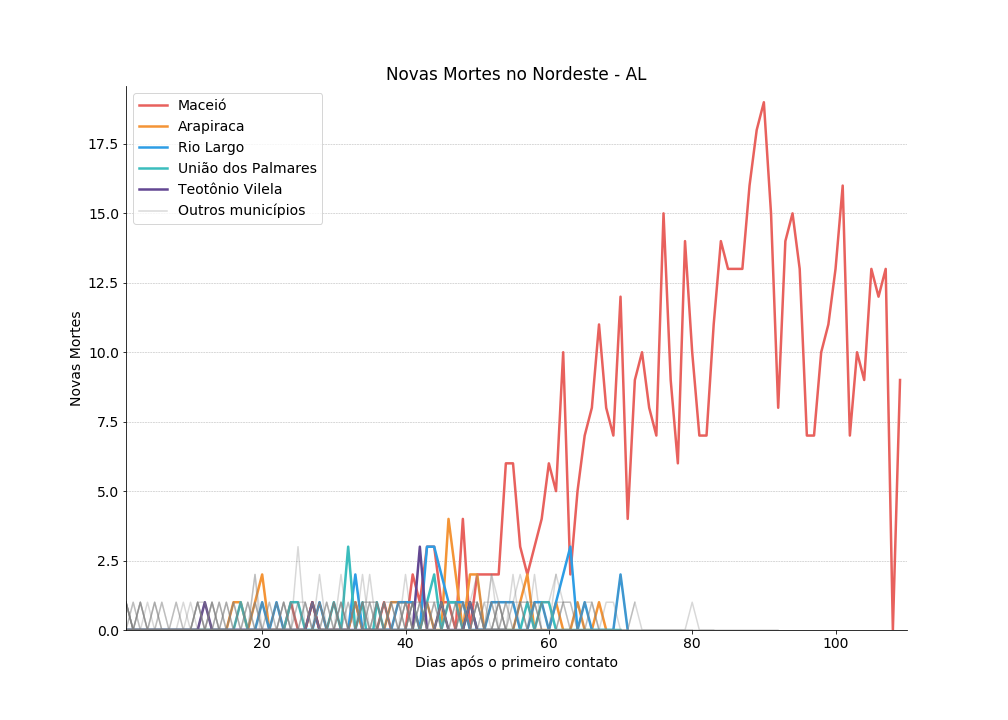 Novas Mortes no Nordeste - AL
Maceió
Arapiraca
Rio Largo
União dos Palmares
Teotônio Vilela
Outros municípios
17.5
15.0
12.5
10.0
7.5
5.0
2.5
0.0
Novas Mortes
20
40
60
80
100
Dias após o primeiro contato